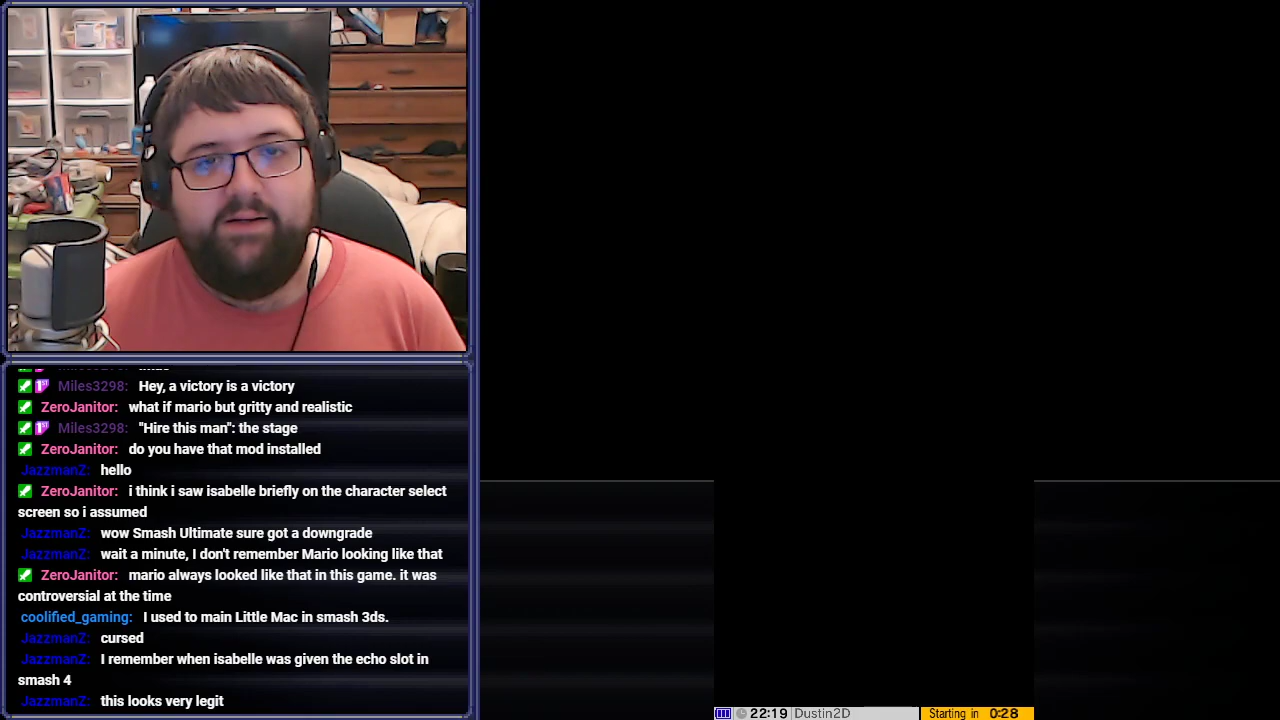 Miles3298: Hey, a victory is a victory
ZeroJanitor: what if mario but gritty and realistic
Miles3298: "Hire this man": the stage
ZeroJanitor: do you have that mod installed
JazzmanZ: hello
ZeroJanitor: i think i saw isabelle briefly on the character select
screen so i assumed
JazzmanZ: wow Smash Ultimate sure got a downgrade
JazzmanZ: wait a minute, I don't remember Mario looking like that
ZeroJanitor: mario always looked like that in this game. it was
controversial at the time
coolified_gaming: I used to main Little Mac in smash 3ds.
JazzmanZ: cursed
JazzmanZ: I remember when isabelle was given the echo slot in
smash 4
JazzmanZ: this looks very legit
22:19 Dustin2D Starting in 0:28